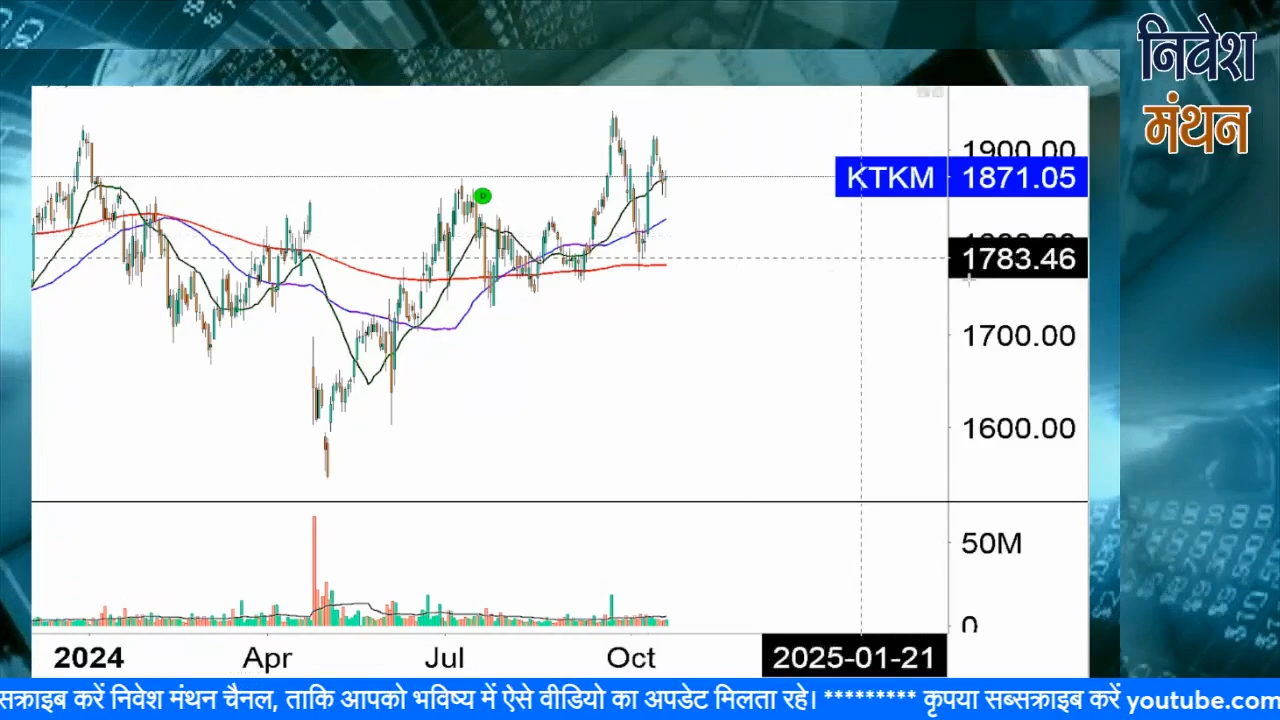 निवेश
मंथन
1900.00
KTKM 1871.05
1783.46
1700.00
1600.00
50M
0
2024 Apr Jul Oct 2025-01-21
सक्राइब करें निवेश मंथन चैनल, ताकि आपको भविष्य में ऐसे वीडियो का अपडेट मिलता रहे। ********* कृपया सब्सक्राइब करें youtube.com